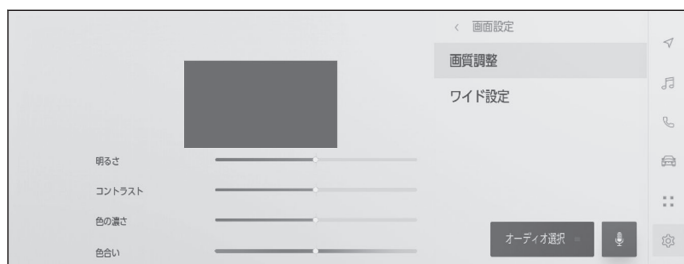 画面設定
画質調整
ワイド設定
明るさ
コントラスト
色の濃さ
色合い
オーディオ選択